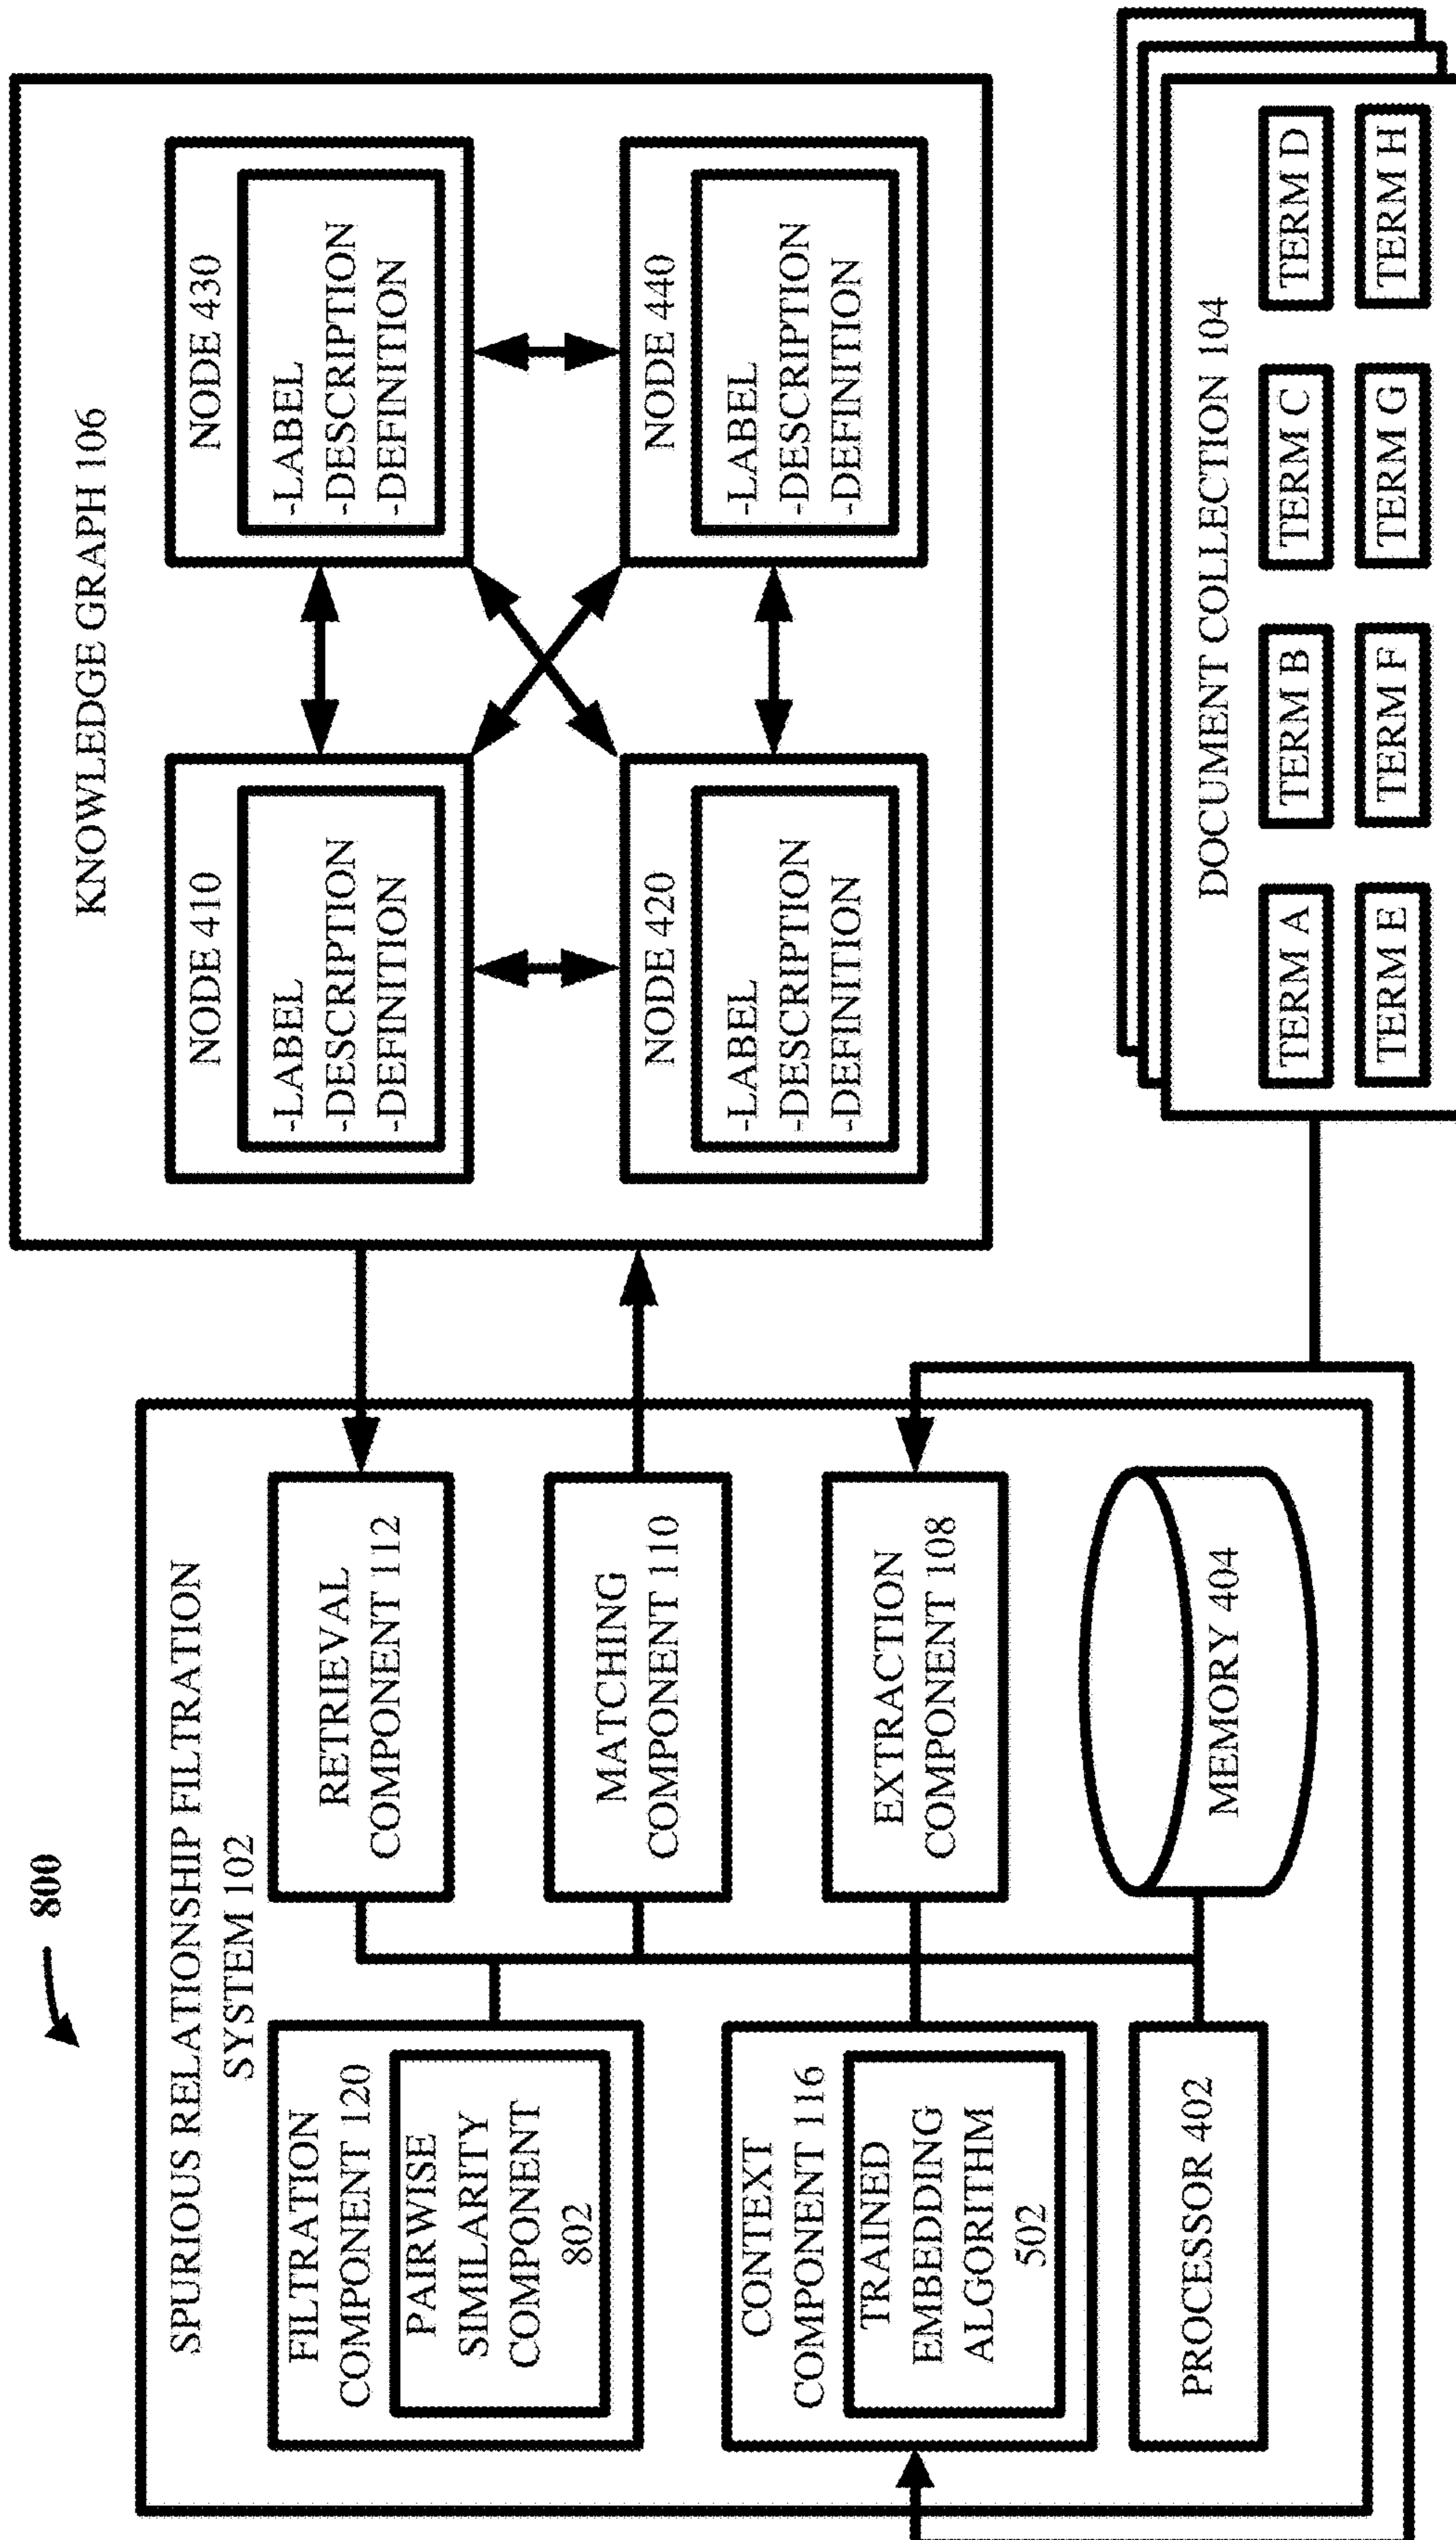 800
SPURIOUS RELATIONSHIP FILTRATION
SYSTEM 102
FILTRATION
COMPONENT 120
PAIRWISE
SIMILARITY
COMPONENT
802
CONTEXT
COMPONENT 116
TRAINED
EMBEDDING
ALGORITHM
502
PROCESSOR 402
RETRIEVAL
COMPONENT 112
MATCHING
COMPONENT 110
EXTRACTION
COMPONENT 108
MEMORY 404
KNOWLEDGE GRAPH 106
NODE 410
-LABEL
-DESCRIPTION
-DEFINITION
NODE 430
-LABEL
-DESCRIPTION
-DEFINITION
NODE 420
-LABEL
-DESCRIPTION
-DEFINITION
NODE 440
-LABEL
-DESCRIPTION
-DEFINITION
DOCUMENT COLLECTION 104
TERM A
TERM B
TERM C
TERM D
TERM E
TERM F
TERM G
TERM H